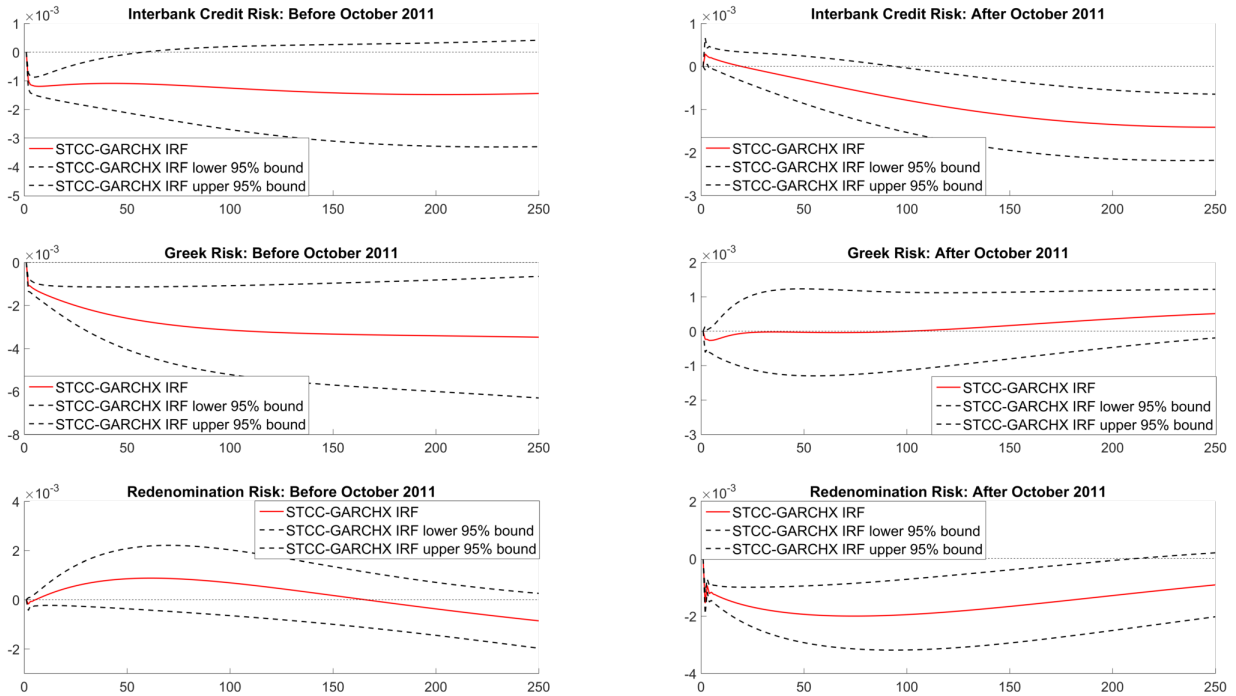 Interbank Credit Risk: Before October 2011
×10⁻³
1
0
-1
-2
-3
-4
-5
STCC-GARCHX IRF
STCC-GARCHX IRF lower 95% bound
STCC-GARCHX IRF upper 95% bound
0 50 100 150 200 250
Interbank Credit Risk: After October 2011
×10⁻³
1
0
-1
-2
-3
STCC-GARCHX IRF
STCC-GARCHX IRF lower 95% bound
STCC-GARCHX IRF upper 95% bound
0 50 100 150 200 250
Greek Risk: Before October 2011
×10⁻³
0
-2
-4
-6
-8
STCC-GARCHX IRF
STCC-GARCHX IRF lower 95% bound
STCC-GARCHX IRF upper 95% bound
0 50 100 150 200 250
Greek Risk: After October 2011
×10⁻³
2
1
0
-1
-2
-3
STCC-GARCHX IRF
STCC-GARCHX IRF lower 95% bound
STCC-GARCHX IRF upper 95% bound
0 50 100 150 200 250
Redenomination Risk: Before October 2011
×10⁻³
4
2
0
-2
STCC-GARCHX IRF
STCC-GARCHX IRF lower 95% bound
STCC-GARCHX IRF upper 95% bound
0 50 100 150 200 250
Redenomination Risk: After October 2011
×10⁻³
2
0
-2
-4
STCC-GARCHX IRF
STCC-GARCHX IRF lower 95% bound
STCC-GARCHX IRF upper 95% bound
0 50 100 150 200 250